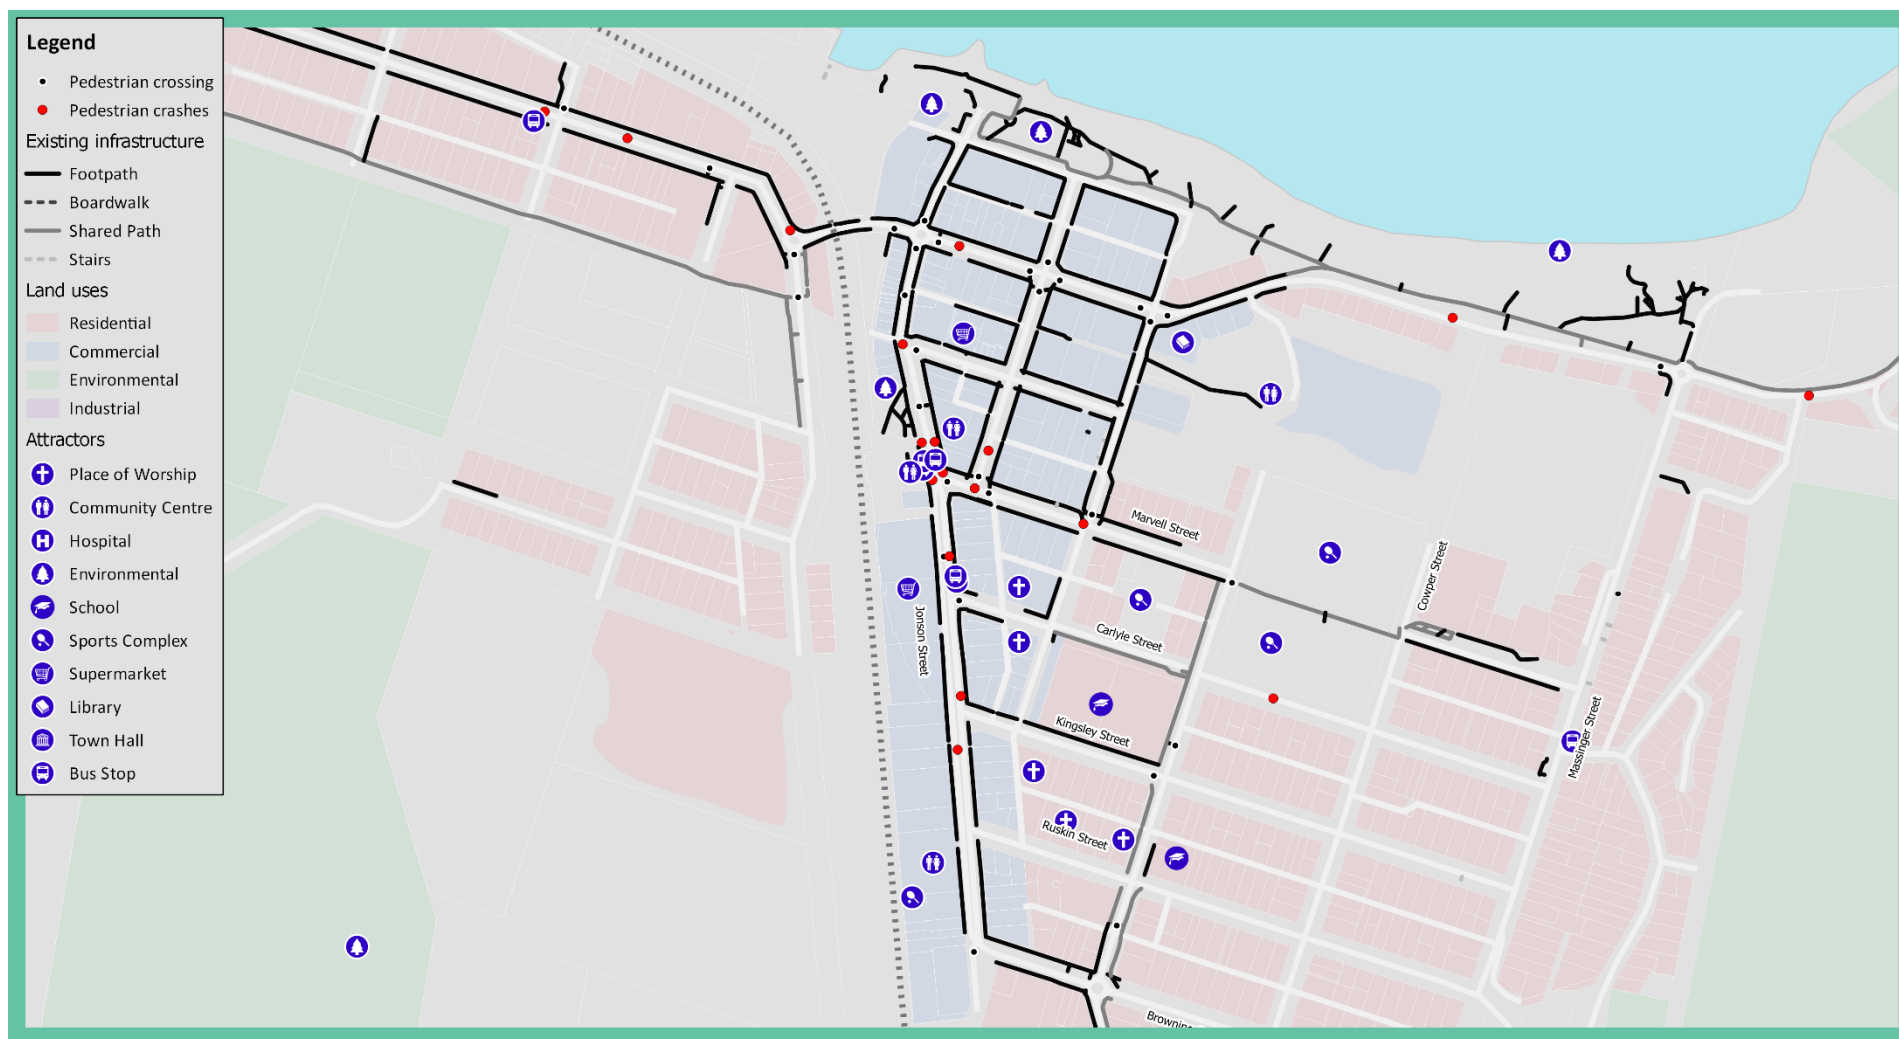 Legend
Pedestrian crossing
Pedestrian crashes
Existing infrastructure
Footpath
Boardwalk
Shared Path
Stairs
Land uses
Residential
Commercial
Environmental
Industrial
Attractors
Place of Worship
Community Centre
Hospital
Environmental
School
Sports Complex
Supermarket
Library
Town Hall
Bus Stop
Marvell Street
Cowper Street
Jonson Street
Carlyle Street
Kingsley Street
Massinger Street
Ruskin Street